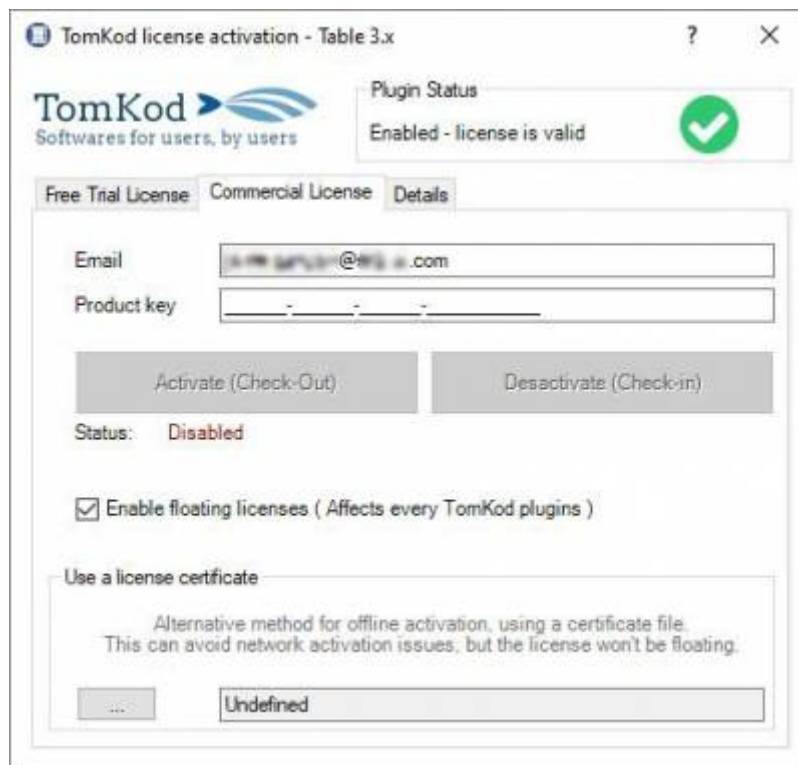 TomKod license activation - Table 3.x
?
TomKod
Softwares for users, by users
Plugin Status
Enabled - license is valid
Free Trial License
Commercial License
Details
Email
@
.com
Product key
Activate (Check-Out)
Desactivate (Check-in)
Status: Disabled
Enable floating licenses ( Affects every TomKod plugins )
Use a license certificate
Alternative method for offline activation, using a certificate file.
This can avoid network activation issues, but the license won't be floating.
...
Undefined